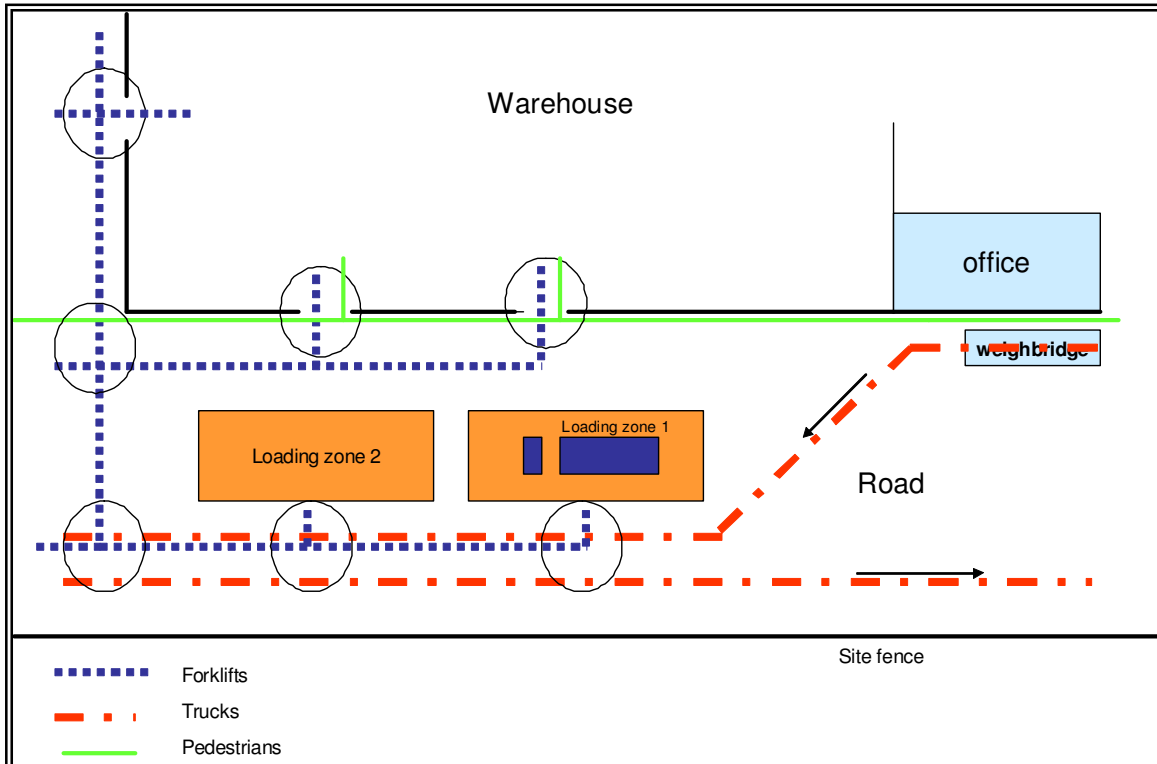 Warehouse
office
weighbridge
Loading zone 1
Loading zone 2
Road
Site fence
Forklifts
Trucks
Pedestrians